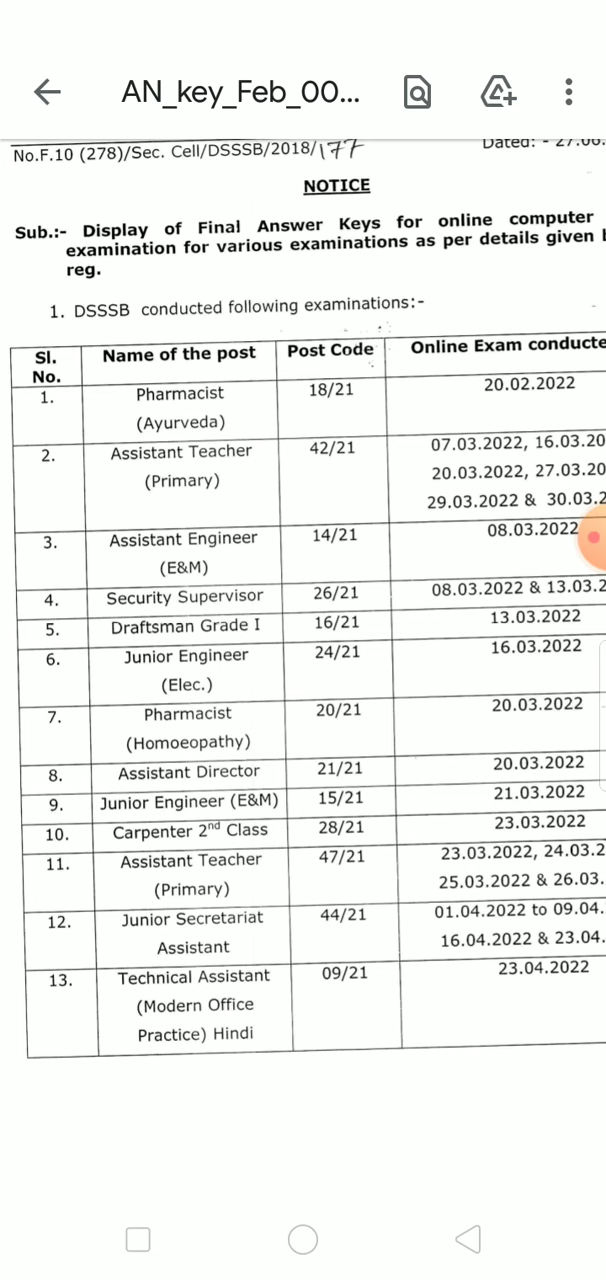 AN_key_Feb_00...
No.F.10 (278)/Sec. Cell/DSSSB/2018/177
Dated: - 27.06.
NOTICE
Sub.:- Display of Final Answer Keys for online computer
examination for various examinations as per details given
reg.
1. DSSSB conducted following examinations:-
Sl. No. Name of the post Post Code Online Exam conducte
1. Pharmacist (Ayurveda) 18/21 20.02.2022
2. Assistant Teacher (Primary) 42/21 07.03.2022, 16.03.20
20.03.2022, 27.03.20
29.03.2022 & 30.03.2
3. Assistant Engineer (E&M) 14/21 08.03.2022
4. Security Supervisor 26/21 08.03.2022 & 13.03.2
5. Draftsman Grade I 16/21 13.03.2022
6. Junior Engineer (Elec.) 24/21 16.03.2022
7. Pharmacist (Homoeopathy) 20/21 20.03.2022
8. Assistant Director 21/21 20.03.2022
9. Junior Engineer (E&M) 15/21 21.03.2022
10. Carpenter 2nd Class 28/21 23.03.2022
11. Assistant Teacher (Primary) 47/21 23.03.2022, 24.03.2
25.03.2022 & 26.03.
12. Junior Secretariat Assistant 44/21 01.04.2022 to 09.04.
16.04.2022 & 23.04.
13. Technical Assistant (Modern Office Practice) Hindi 09/21 23.04.2022